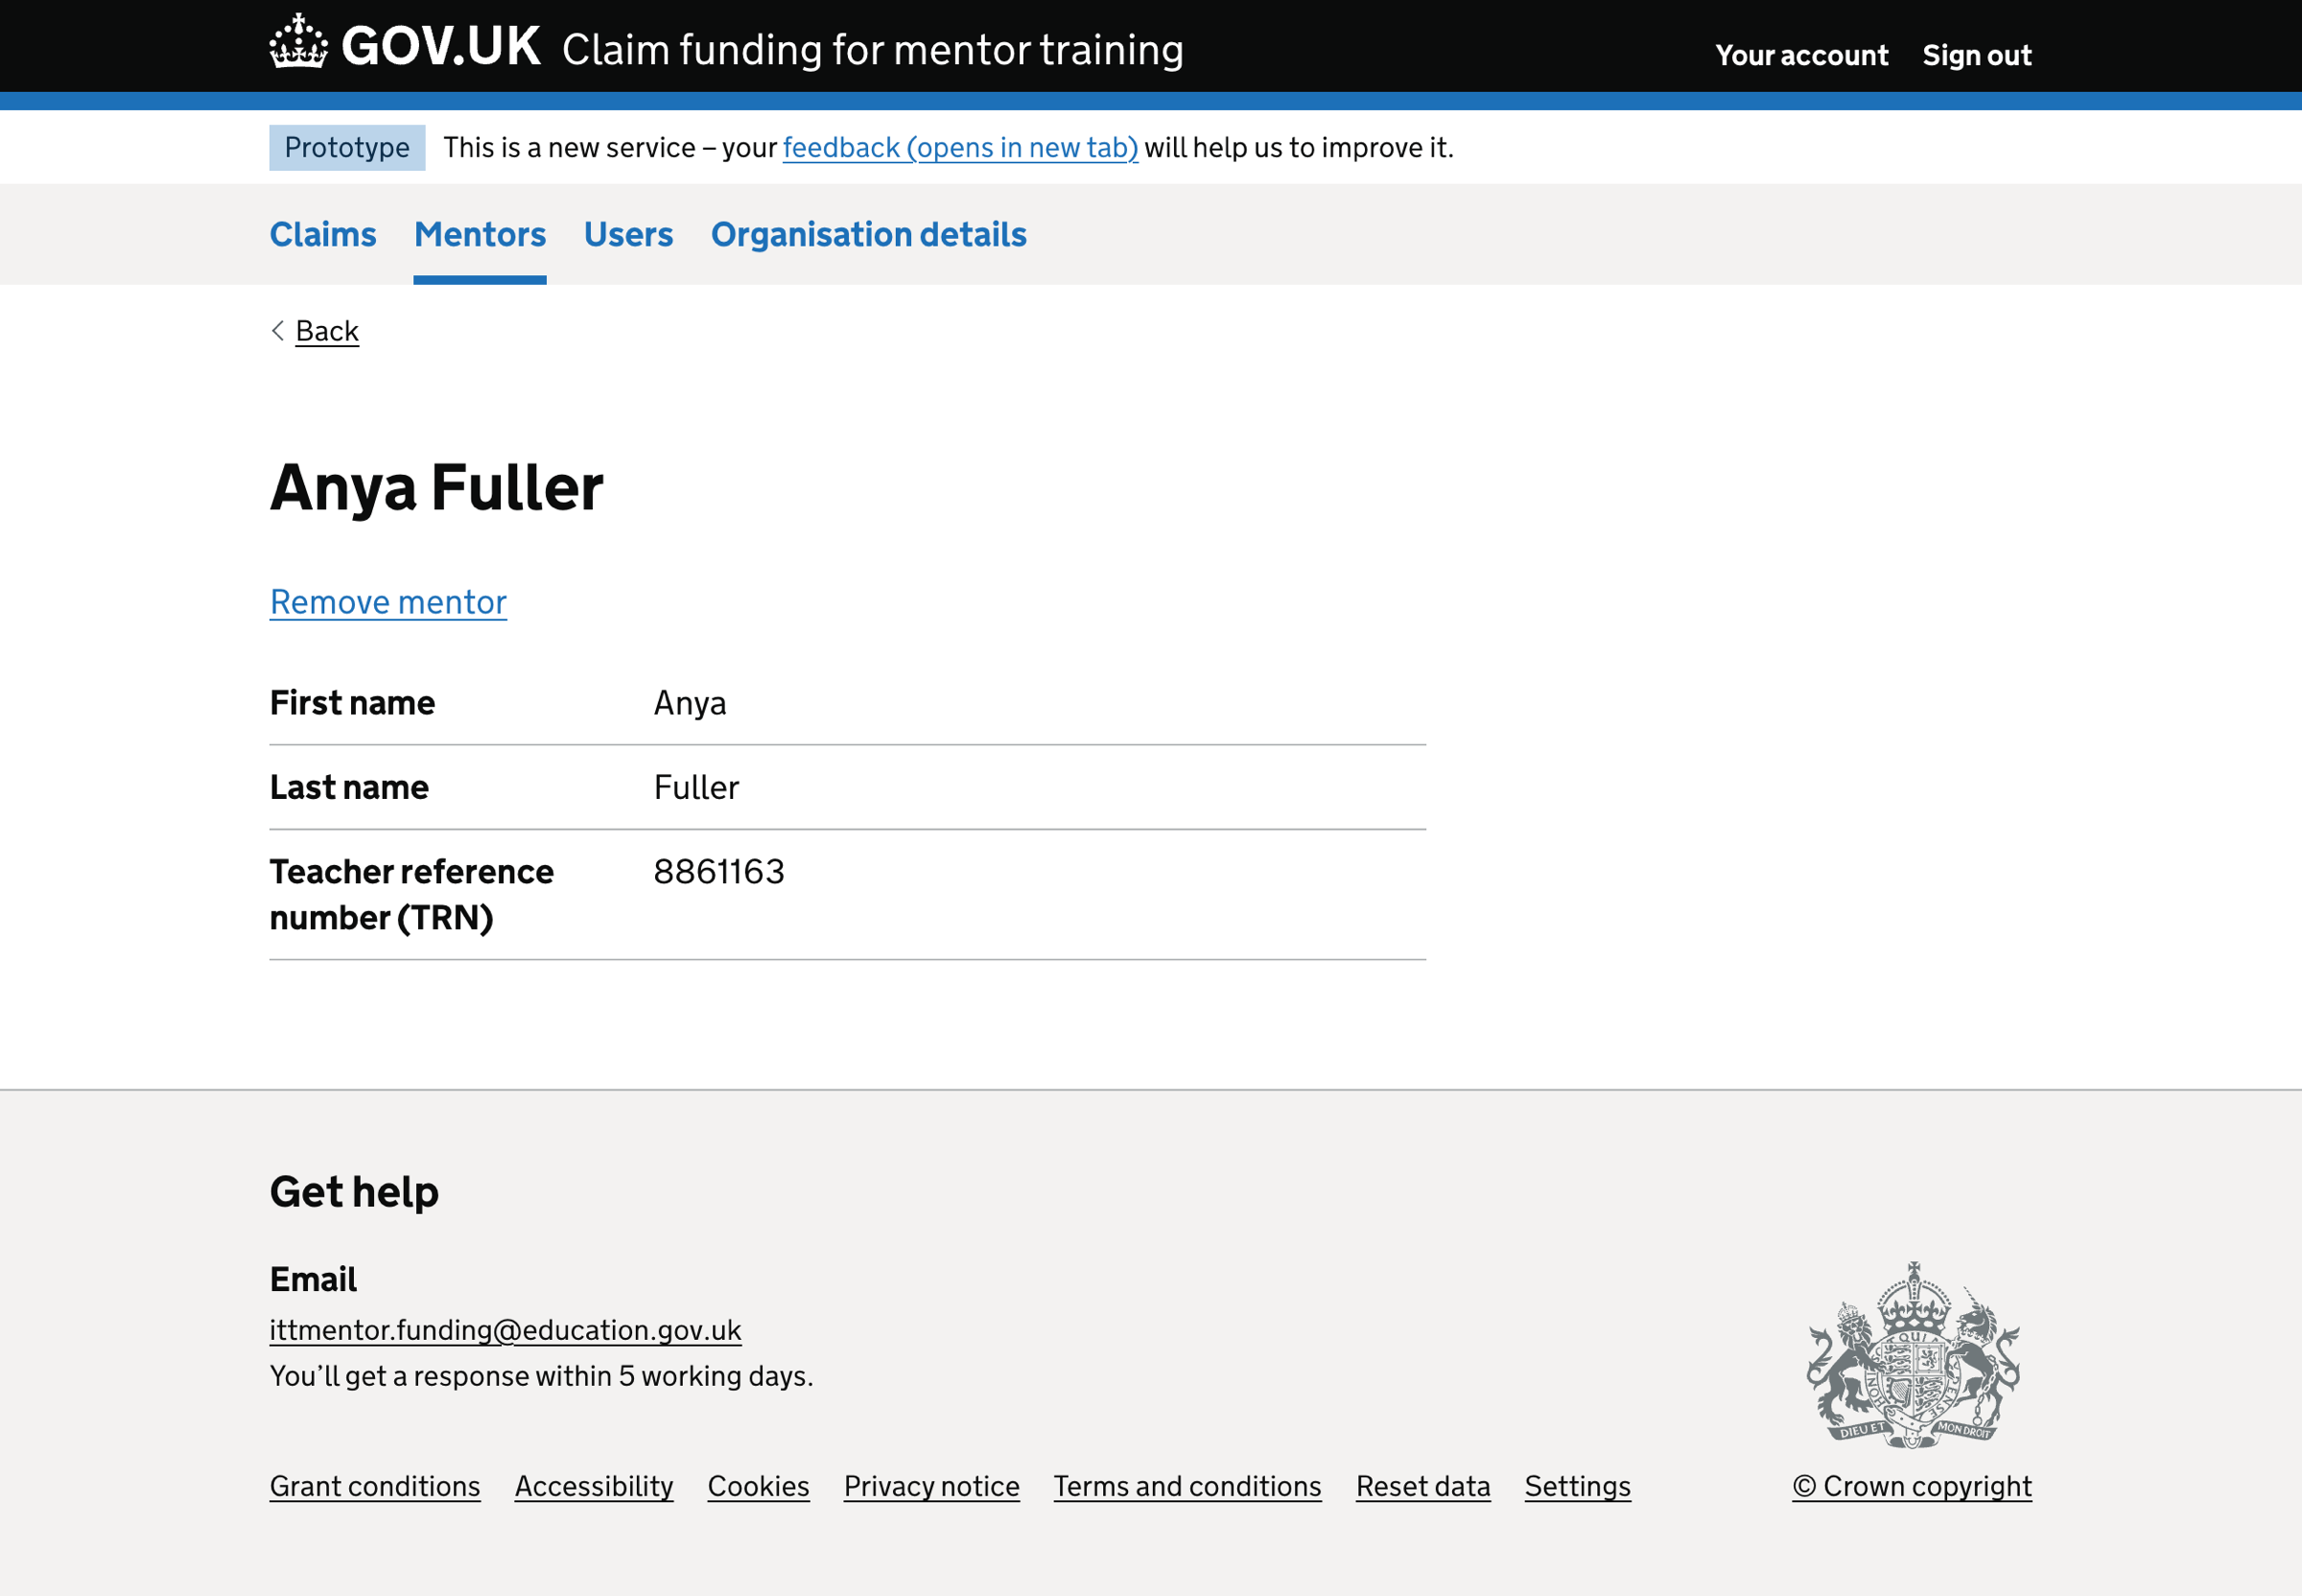 GOV.UK Claim funding for mentor training Your account Sign out
Prototype This is a new service – your feedback (opens in new tab) will help us to improve it.
Claims Mentors Users Organisation details
Back
Anya Fuller
Remove mentor
First name Anya
Last name Fuller
Teacher reference 8861163
number (TRN)
Get help
Email
ittmentor.funding@education.gov.uk
You’ll get a response within 5 working days.
DIEU ET MON DROIT
Grant conditions Accessibility Cookies Privacy notice Terms and conditions Reset data Settings © Crown copyright